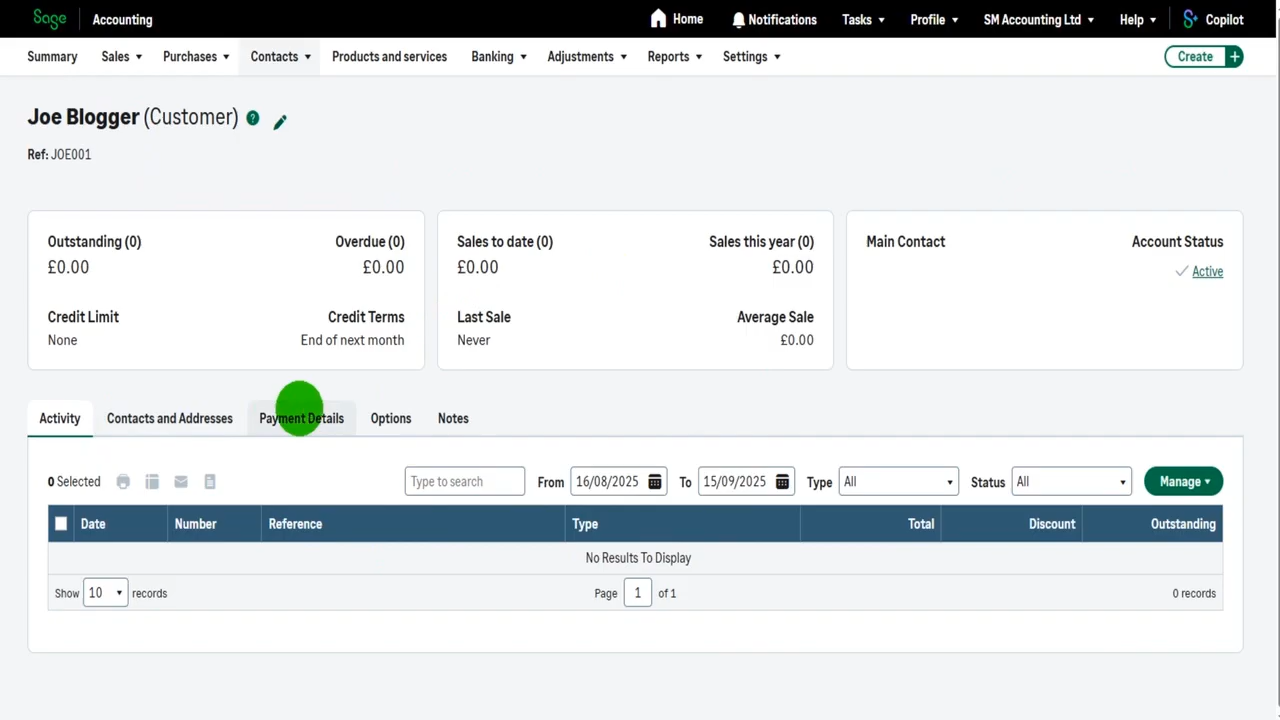 Sage Accounting Home Notifications Tasks Profile SM Accounting Ltd Help Copilot
Summary Sales Purchases Contacts Products and services Banking Adjustments Reports Settings Create +
Joe Blogger (Customer) ?
Ref: JOE001
Outstanding (0) Overdue (0) Sales to date (0) Sales this year (0) Main Contact Account Status
£0.00 £0.00 £0.00 £0.00 Active
Credit Limit Credit Terms Last Sale Average Sale
None End of next month Never £0.00
Activity Contacts and Addresses Payment Details Options Notes
0 Selected Type to search From 16/08/2025 To 15/09/2025 Type All Status All Manage
Date Number Reference Type Total Discount Outstanding
No Results To Display
Show 10 records Page 1 of 1 0 records